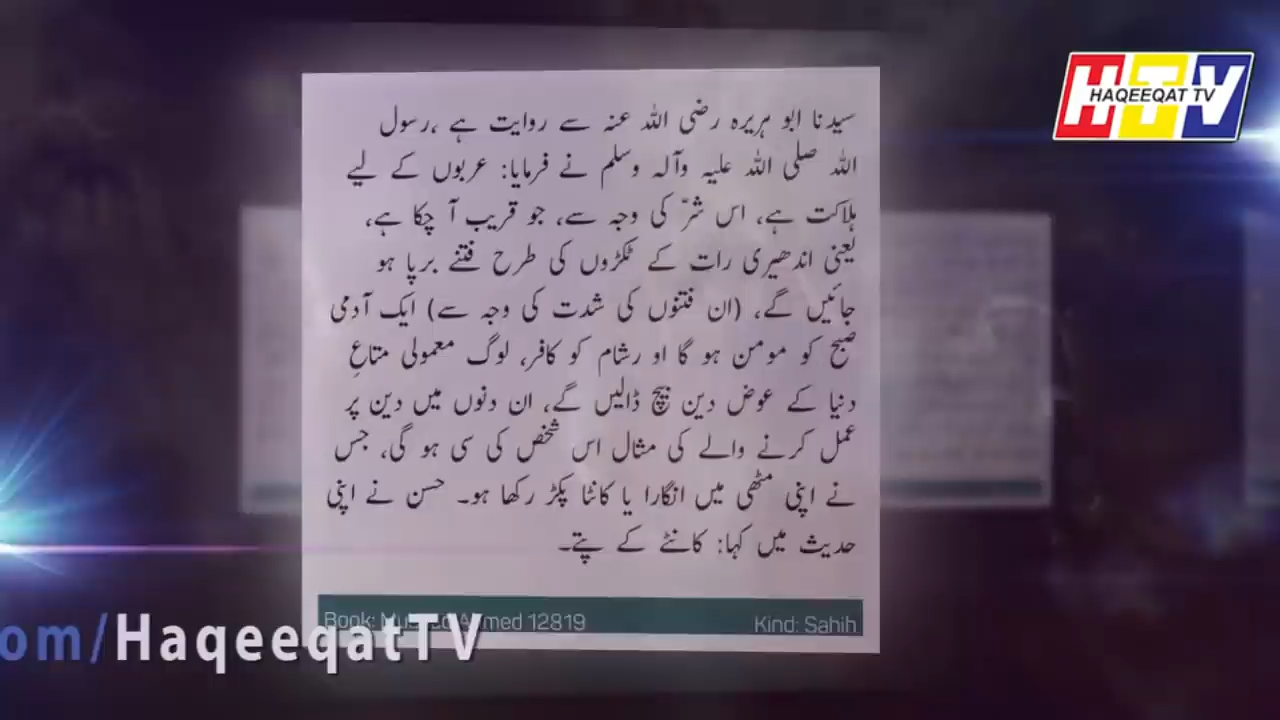 HTV
HAQEEQAT TV
سیدنا ابو ہریرہ رضی اللہ عنہ سے روایت ہے ،رسول
اللہ صلی اللہ علیہ وآلہ وسلم نے فرمایا: عربوں کے لیے
ہلاکت ہے، اس شرّ کی وجہ سے، جو قریب آ چکا ہے،
یعنی اندھیری رات کے ٹکڑوں کی طرح فتنے برپا ہو
جائیں گے، (ان فتنوں کی شدت کی وجہ سے) ایک آدمی
صبح کو مومن ہو گا او رشام کو کافر، لوگ معمولی متاعِ
دنیا کے عوض دین بیچ ڈالیں گے، ان دنوں میں دین پر
عمل کرنے والے کی مثال اس شخص کی سی ہو گی، جس
نے اپنی مٹھی میں انگارا یا کانٹا پکڑ رکھا ہو۔ حسن نے اپنی
حدیث میں کہا: کانٹے کے پتے۔
Book: Musnad Ahmed 12819
Kind: Sahih
om/HaqeeqatTV